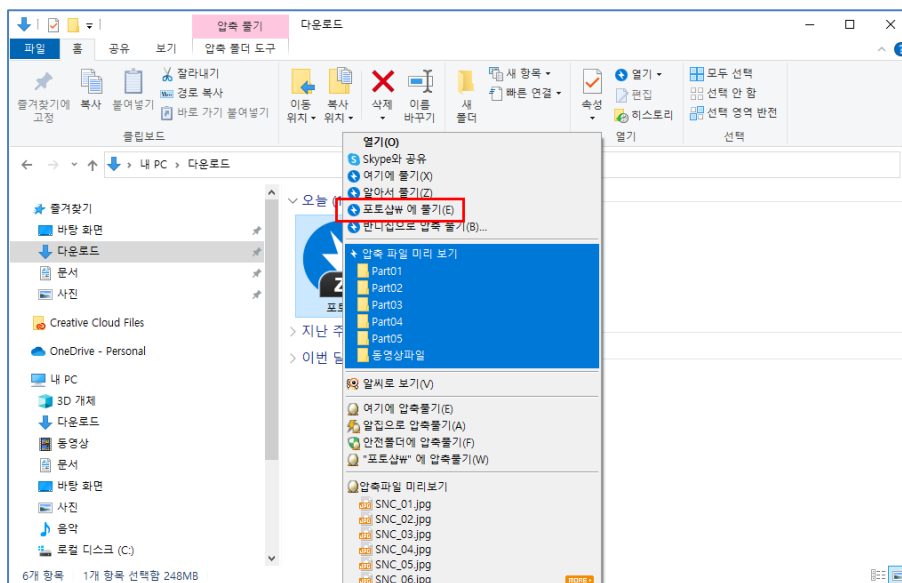 압축 풀기 다운로드
파일 홈 공유 보기 압축 폴더 도구
즐겨찾기에 고정
복사
붙여넣기
잘라내기
경로 복사
바로 가기 붙여넣기
클립보드
이동 위치
복사 위치
삭제
이름 바꾸기
새 폴더
새 항목
빠른 연결
속성
열기
편집
히스토리
열기
모두 선택
선택 안 함
선택 영역 반전
선택
내 PC › 다운로드
즐겨찾기
바탕 화면
다운로드
문서
사진
Creative Cloud Files
OneDrive - Personal
내 PC
3D 개체
다운로드
동영상
문서
바탕 화면
사진
음악
로컬 디스크 (C:)
오늘
지난 주
이번
열기(O)
Skype와 공유
여기에 풀기(X)
알아서 풀기(Z)
포토샵₩ 에 풀기(E)
반디집으로 압축 풀기(B)...
압축 파일 미리 보기
Part01
Part02
Part03
Part04
Part05
동영상파일
알씨로 보기(V)
여기에 압축풀기(E)
알집으로 압축풀기(A)
안전폴더에 압축풀기(F)
"포토샵₩" 에 압축풀기(W)
압축파일 미리보기
SNC_01.jpg
SNC_02.jpg
SNC_03.jpg
SNC_04.jpg
SNC_05.jpg
SNC_06.jpg
MORE
6개 항목 1개 항목 선택함 248MB